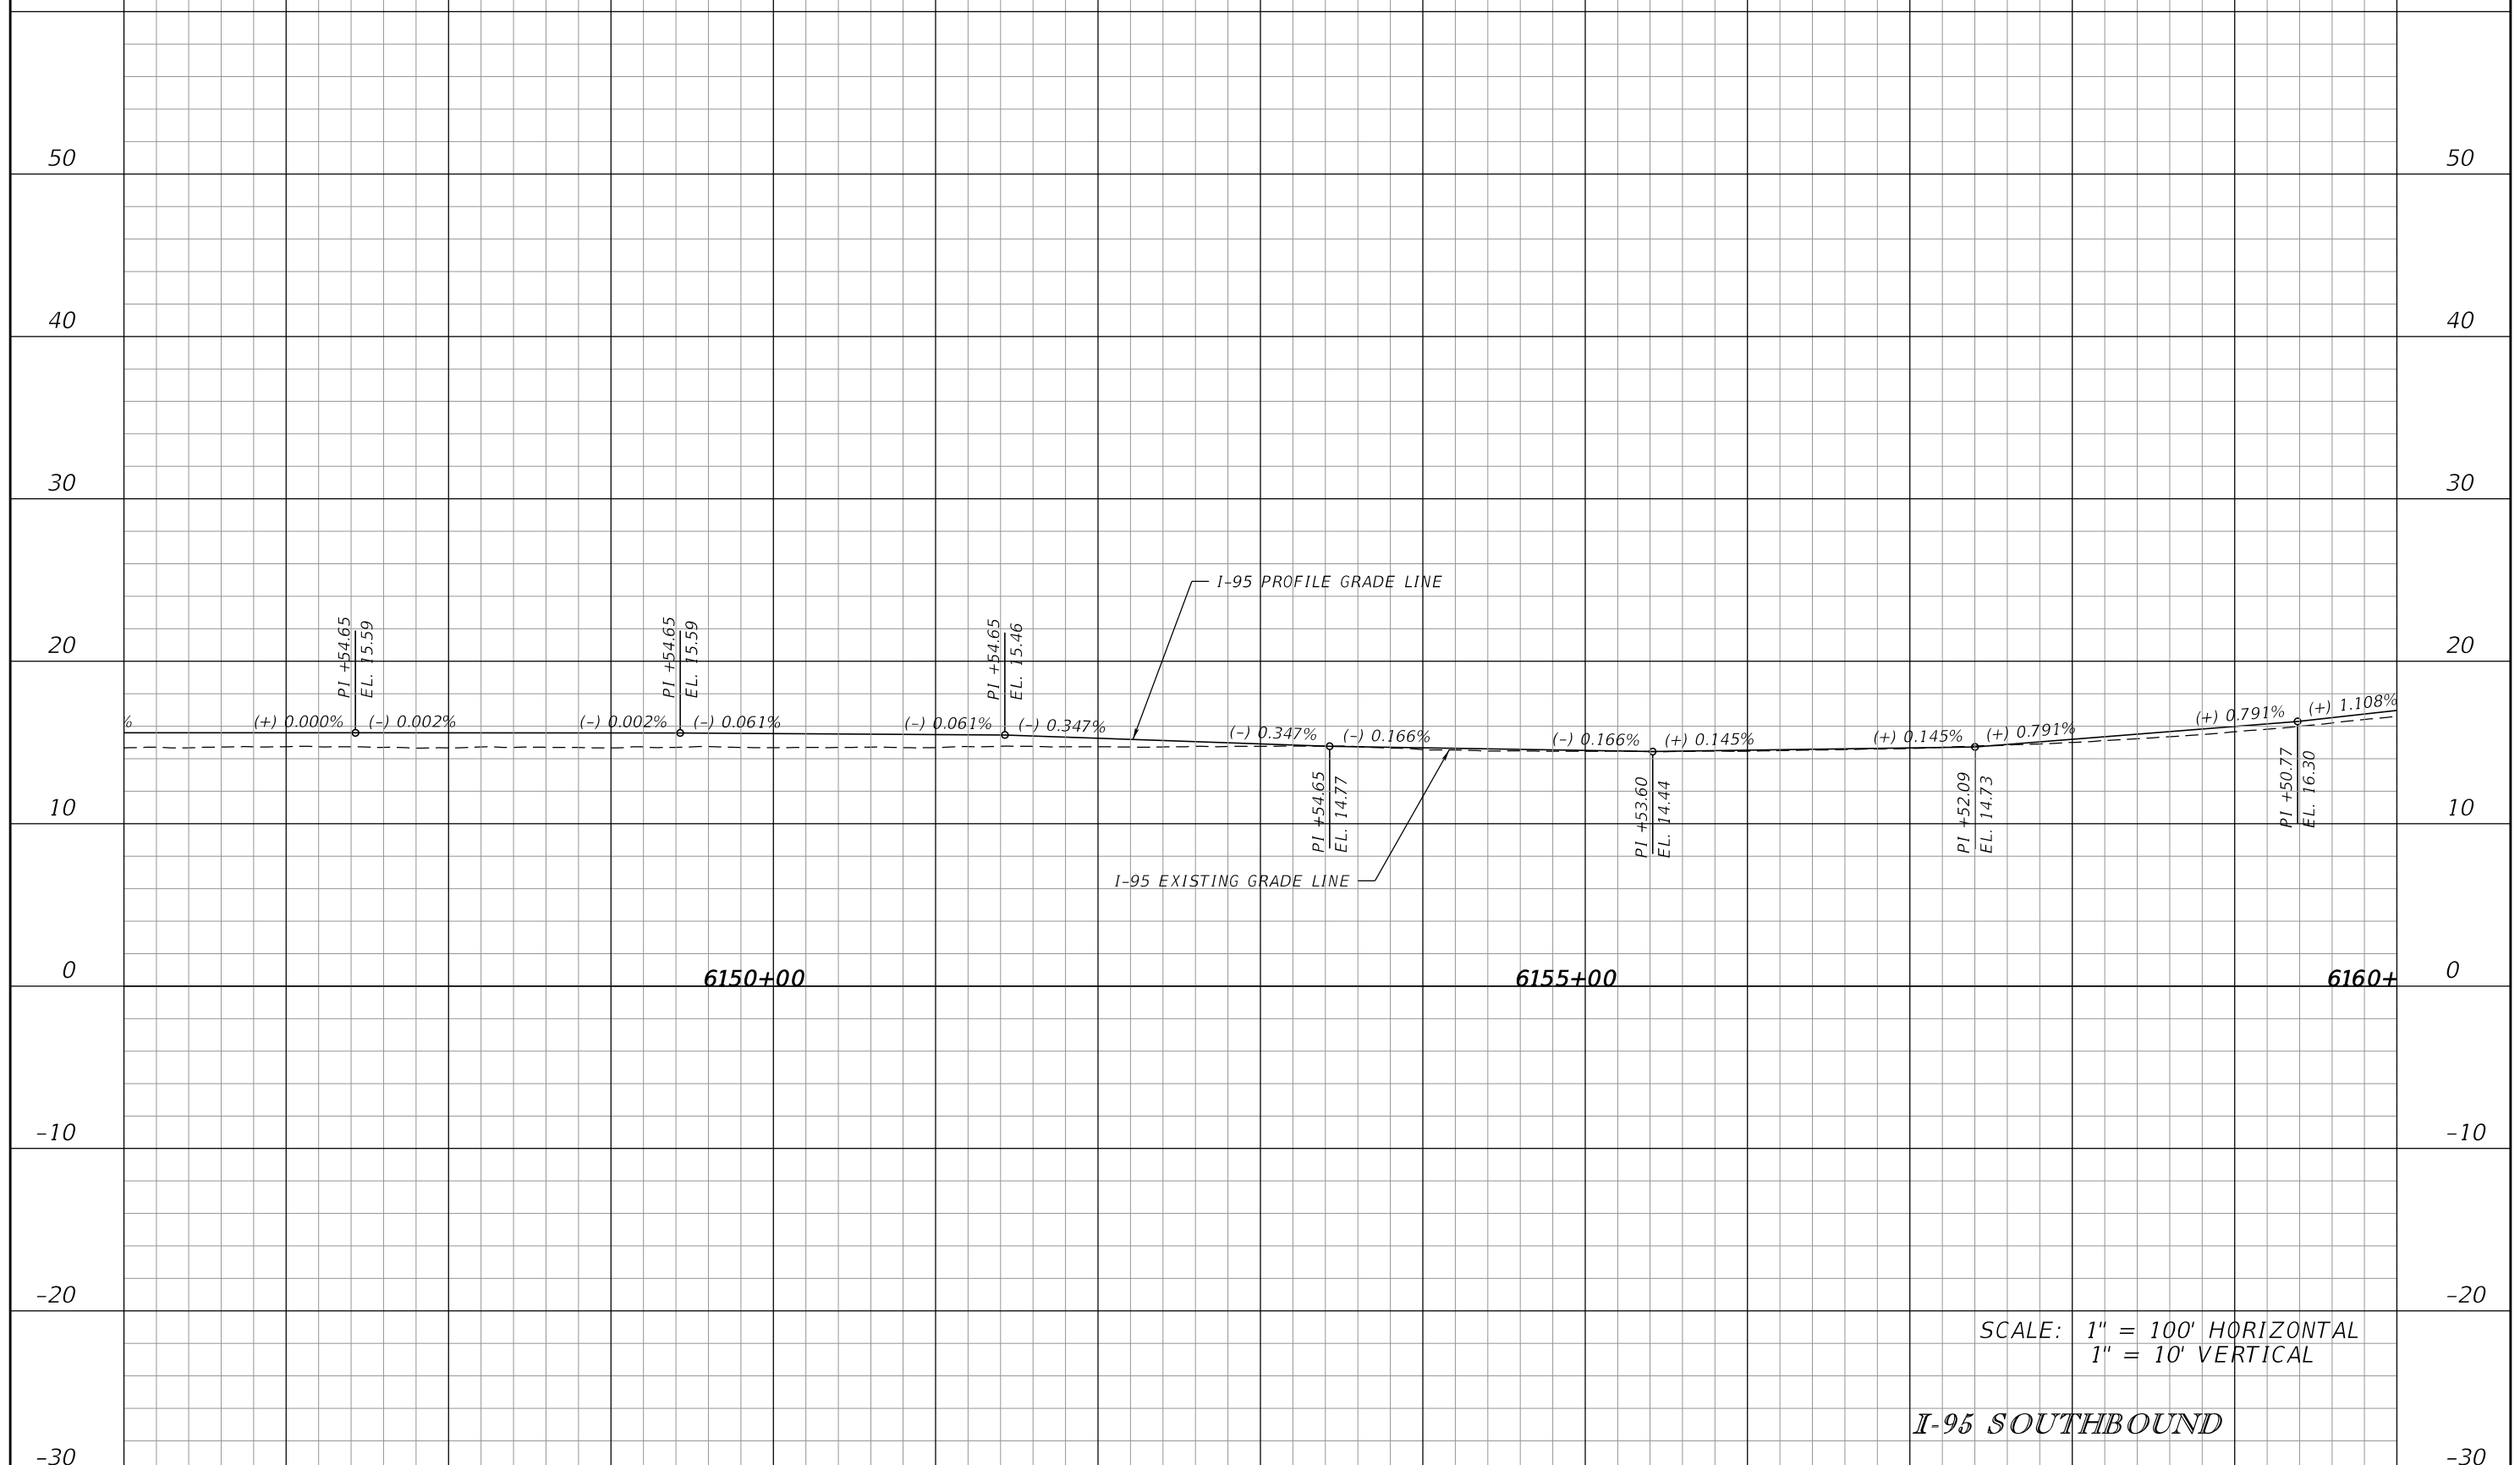 50
50
40
40
30
30
I-95 PROFILE GRADE LINE
20
20
PI +54.65
EL. 15.59
PI +54.65
EL. 15.59
PI +54.65
EL. 15.46
%
(+) 0.000%
(-) 0.002%
(-) 0.002%
(-) 0.061%
(-) 0.061%
(-) 0.347%
(-) 0.347%
(-) 0.166%
(-) 0.166%
(+) 0.145%
(+) 0.145%
(+) 0.791%
(+) 0.791%
(+) 1.108%
10
10
PI +54.65
EL. 14.77
PI +53.60
EL. 14.44
PI +52.09
EL. 14.73
PI +50.77
EL. 16.30
I-95 EXISTING GRADE LINE
0
6150+00
6155+00
6160+
0
-10
-10
-20
-20
SCALE: 1" = 100' HORIZONTAL
1" = 10' VERTICAL
I-95 SOUTHBOUND
-30
-30